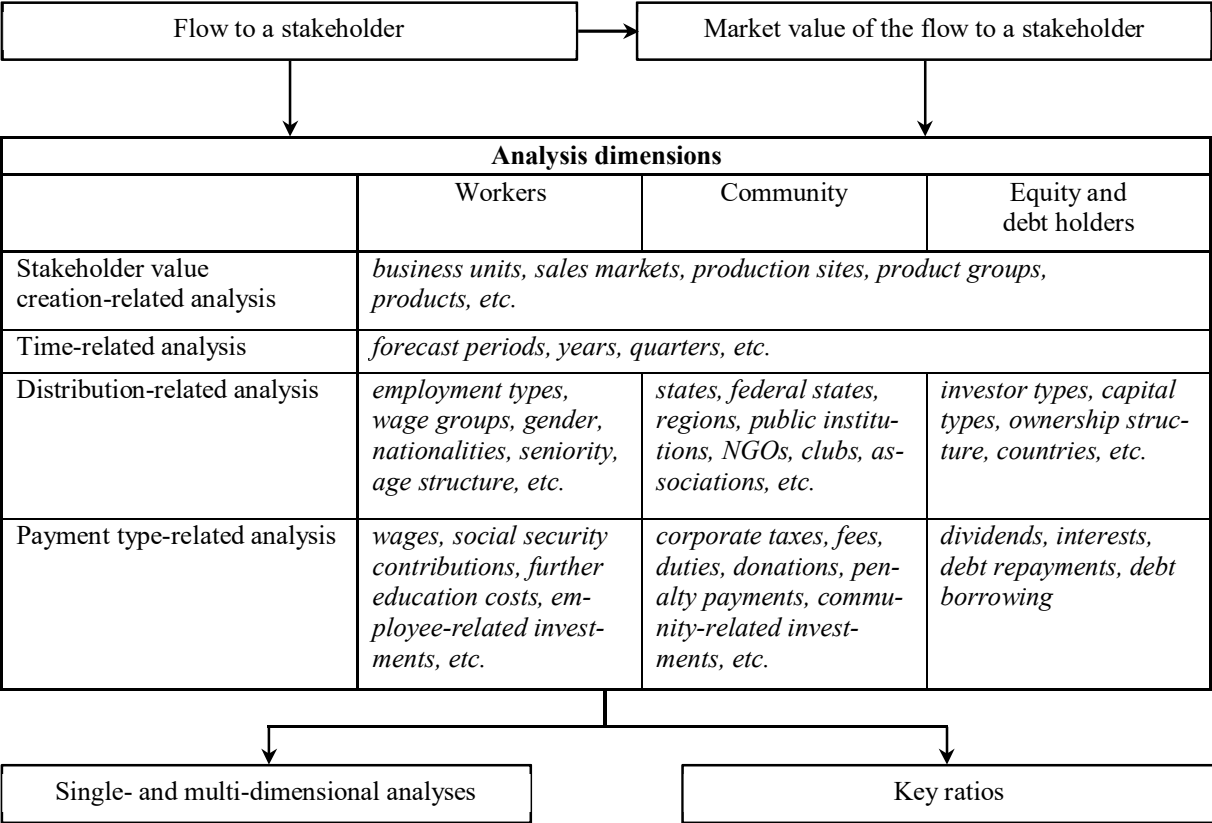 Flow to a stakeholder
Market value of the flow to a stakeholder
Analysis dimensions
Workers
Community
Equity and
debt holders
Stakeholder value
creation-related analysis
business units, sales markets, production sites, product groups,
products, etc.
Time-related analysis
forecast periods, years, quarters, etc.
Distribution-related analysis
employment types,
wage groups, gender,
nationalities, seniority,
age structure, etc.
states, federal states,
regions, public institu-
tions, NGOs, clubs, as-
sociations, etc.
investor types, capital
types, ownership struc-
ture, countries, etc.
Payment type-related analysis
wages, social security
contributions, further
education costs, em-
ployee-related invest-
ments, etc.
corporate taxes, fees,
duties, donations, pen-
alty payments, commu-
nity-related invest-
ments, etc.
dividends, interests,
debt repayments, debt
borrowing
Single- and multi-dimensional analyses
Key ratios